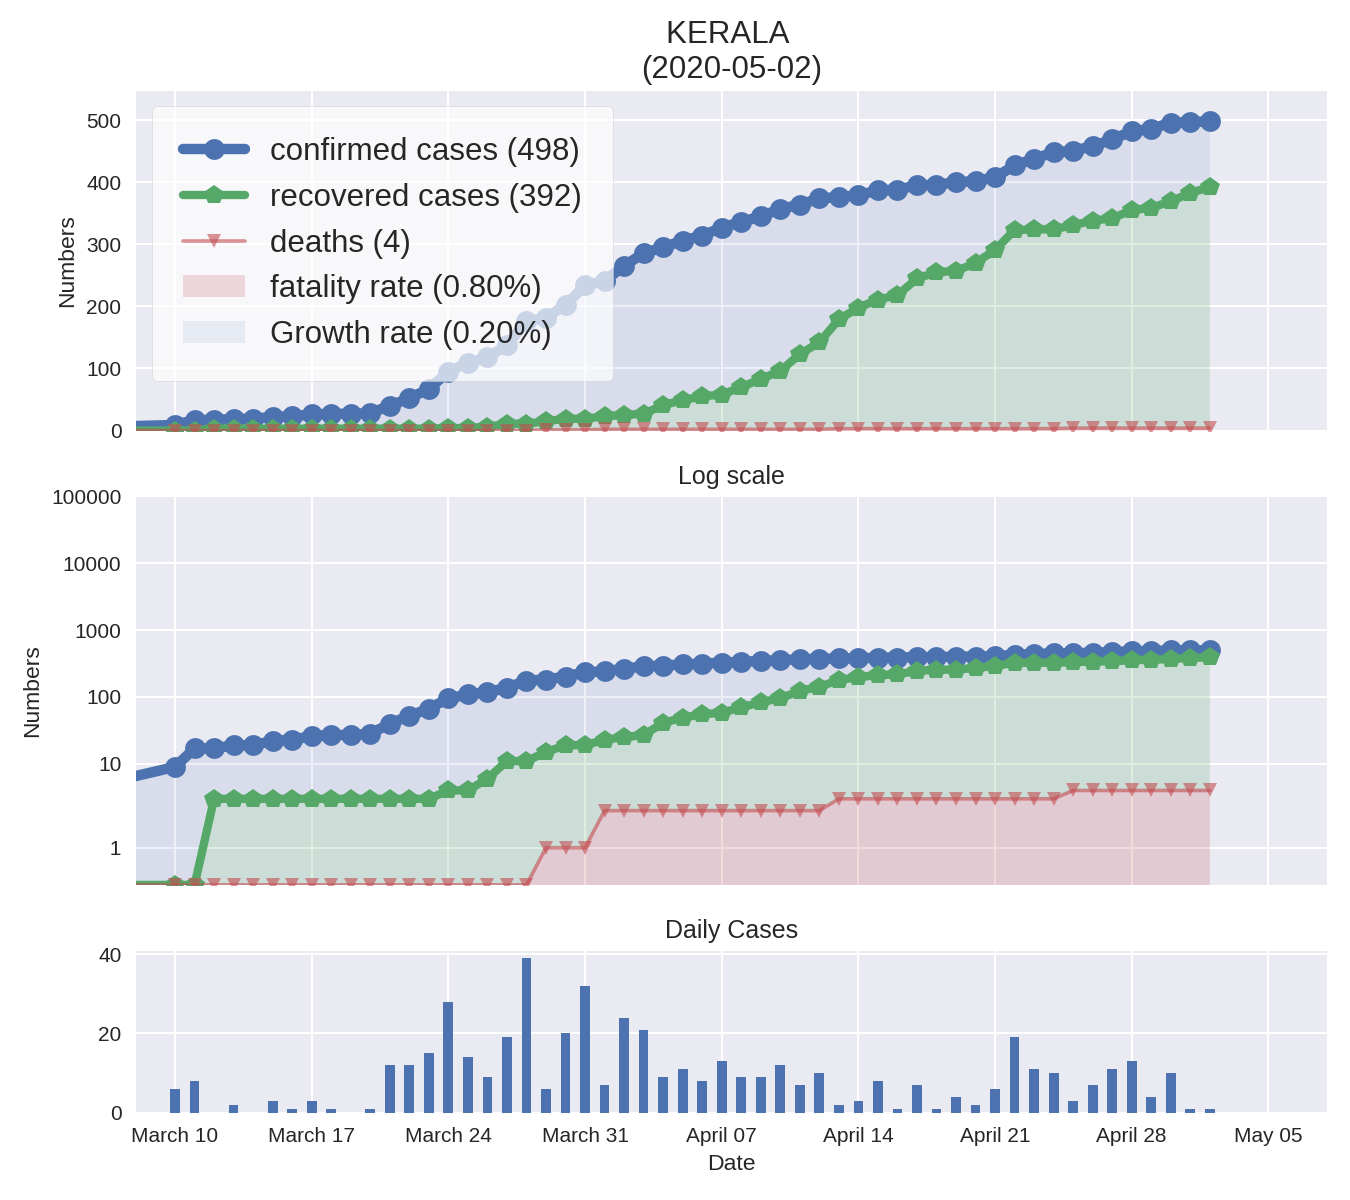 KERALA
(2020-05-02)
500
400
300
200
100
0
Numbers
confirmed cases (498)
recovered cases (392)
deaths (4)
fatality rate (0.80%)
Growth rate (0.20%)
Log scale
100000
10000
1000
100
10
1
Numbers
Daily Cases
40
20
0
March 10 March 17 March 24 March 31 April 07 April 14 April 21 April 28 May 05
Date